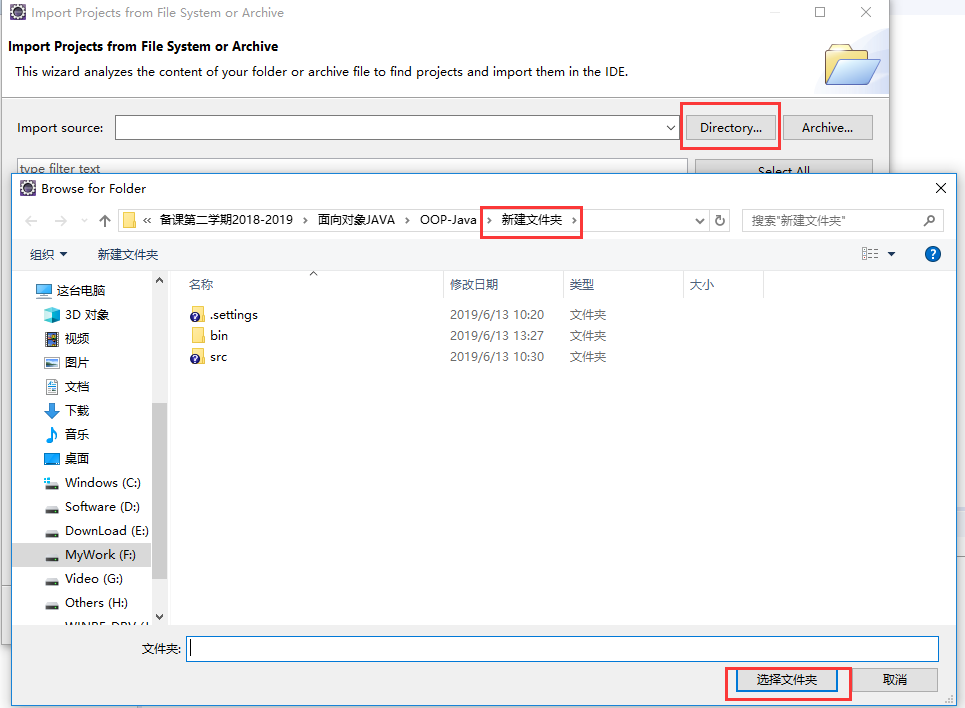 Import Projects from File System or Archive
Import Projects from File System or Archive
This wizard analyzes the content of your folder or archive file to find projects and import them in the IDE.
Import source: Directory... Archive...
type filter text Select All
Browse for Folder
« 备课第二学期2018-2019 › 面向对象JAVA › OOP-Java › 新建文件夹 › 搜索"新建文件夹"
组织 新建文件夹
名称 修改日期 类型 大小
.settings 2019/6/13 10:20 文件夹
bin 2019/6/13 13:27 文件夹
src 2019/6/13 10:30 文件夹
这台电脑
3D 对象
视频
图片
文档
下载
音乐
桌面
Windows (C:)
Software (D:)
DownLoad (E:)
MyWork (F:)
Video (G:)
Others (H:)
文件夹:
选择文件夹 取消